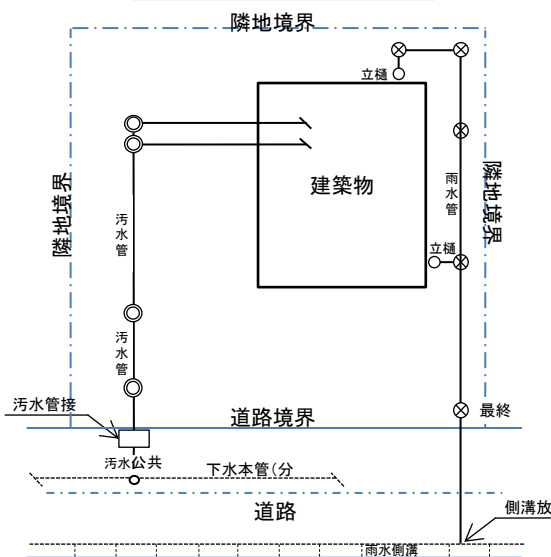 隣地境界
立樋
建築物
隣地境界
隣地境界
雨水管
汚水管
立樋
汚水管
汚水管接
道路境界
最終
汚水公共
下水本管(分
道路
側溝放
雨水側溝